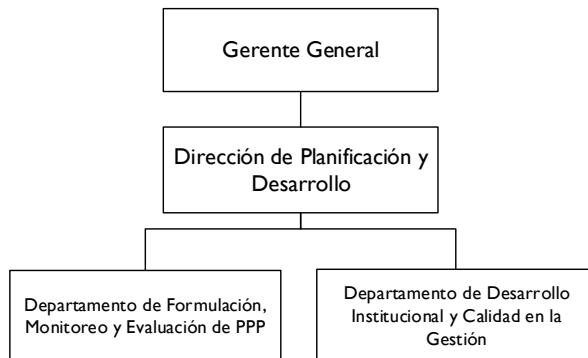 Gerente General
Dirección de Planificación y
Desarrollo
Departamento de Formulación,
Monitoreo y Evaluación de PPP
Departamento de Desarrollo
Institucional y Calidad en la
Gestión